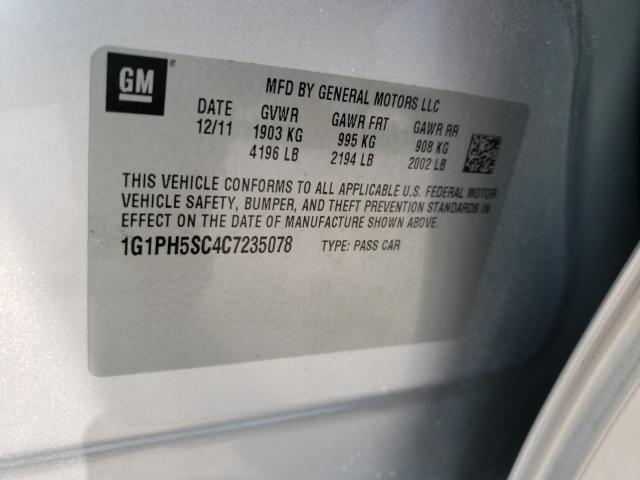 GM®
MFD BY GENERAL MOTORS LLC
DATE GVWR GAWR FRT GAWR RR
12/11 1903 KG 995 KG 908 KG
4196 LB 2194 LB 2002 LB
THIS VEHICLE CONFORMS TO ALL APPLICABLE U.S. FEDERAL MOTOR
VEHICLE SAFETY, BUMPER, AND THEFT PREVENTION STANDARDS IN
EFFECT ON THE DATE OF MANUFACTURE SHOWN ABOVE.
1G1PH5SC4C7235078 TYPE: PASS CAR